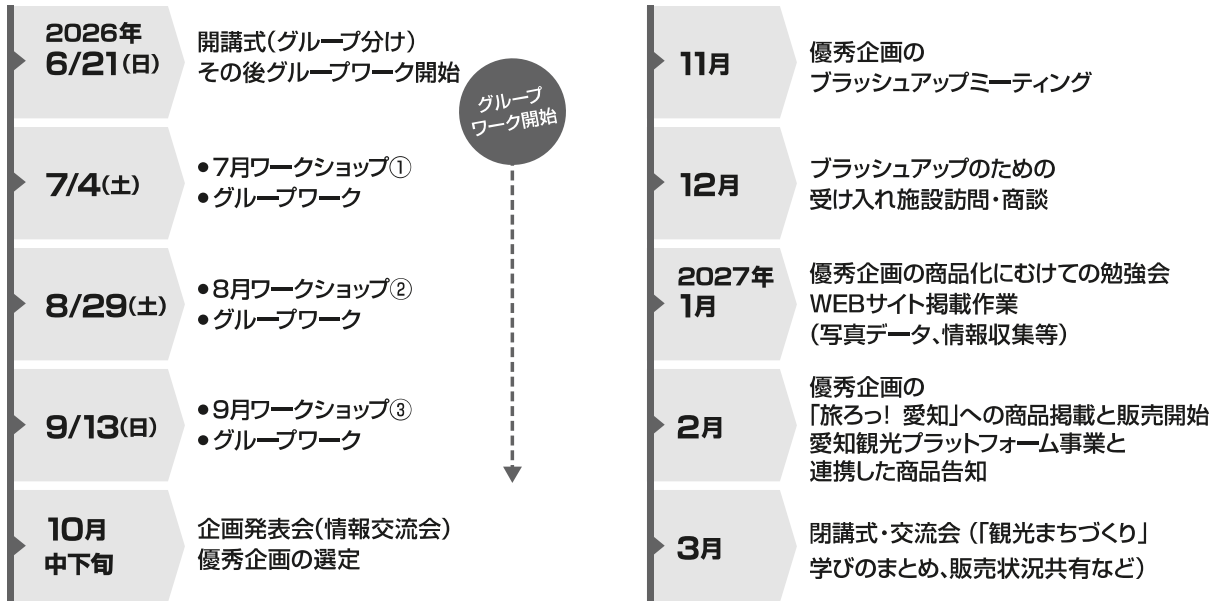 2026年
6/21(日)
開講式(グループ分け)
その後グループワーク開始
グループ
ワーク開始
7/4(土)
●7月ワークショップ①
●グループワーク
8/29(土)
●8月ワークショップ②
●グループワーク
9/13(日)
●9月ワークショップ③
●グループワーク
10月
中下旬
企画発表会(情報交流会)
優秀企画の選定
11月
優秀企画の
ブラッシュアップミーティング
12月
ブラッシュアップのための
受け入れ施設訪問・商談
2027年
1月
優秀企画の商品化にむけての勉強会
WEBサイト掲載作業
(写真データ、情報収集等)
2月
優秀企画の
「旅ろっ! 愛知」への商品掲載と販売開始
愛知観光プラットフォーム事業と
連携した商品告知
3月
閉講式・交流会(「観光まちづくり」
学びのまとめ、販売状況共有など)